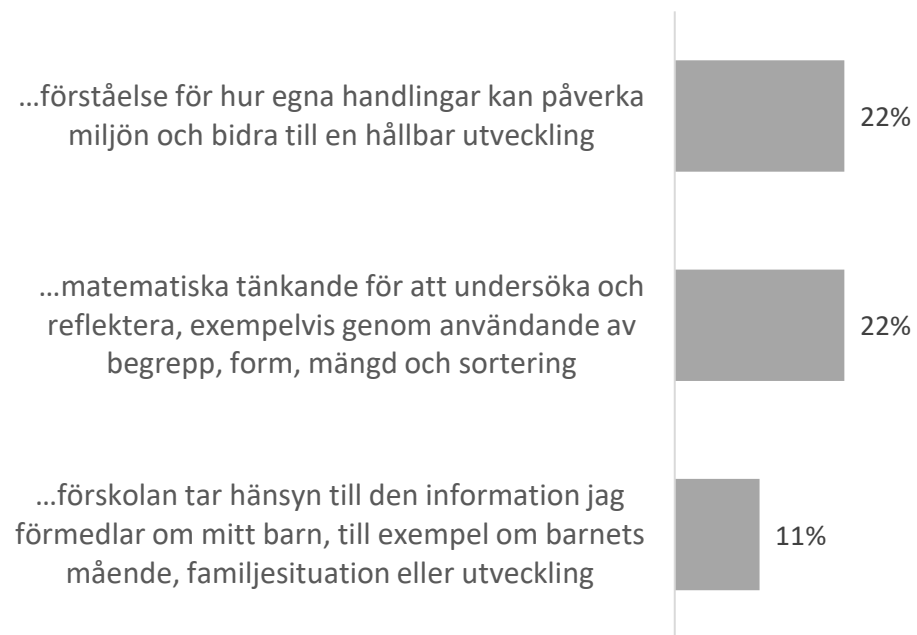 ...förståelse för hur egna handlingar kan påverka
miljön och bidra till en hållbar utveckling
22%
...matematiska tänkande för att undersöka och
reflektera, exempelvis genom användande av
begrepp, form, mängd och sortering
22%
...förskolan tar hänsyn till den information jag
förmedlar om mitt barn, till exempel om barnets
mående, familjesituation eller utveckling
11%